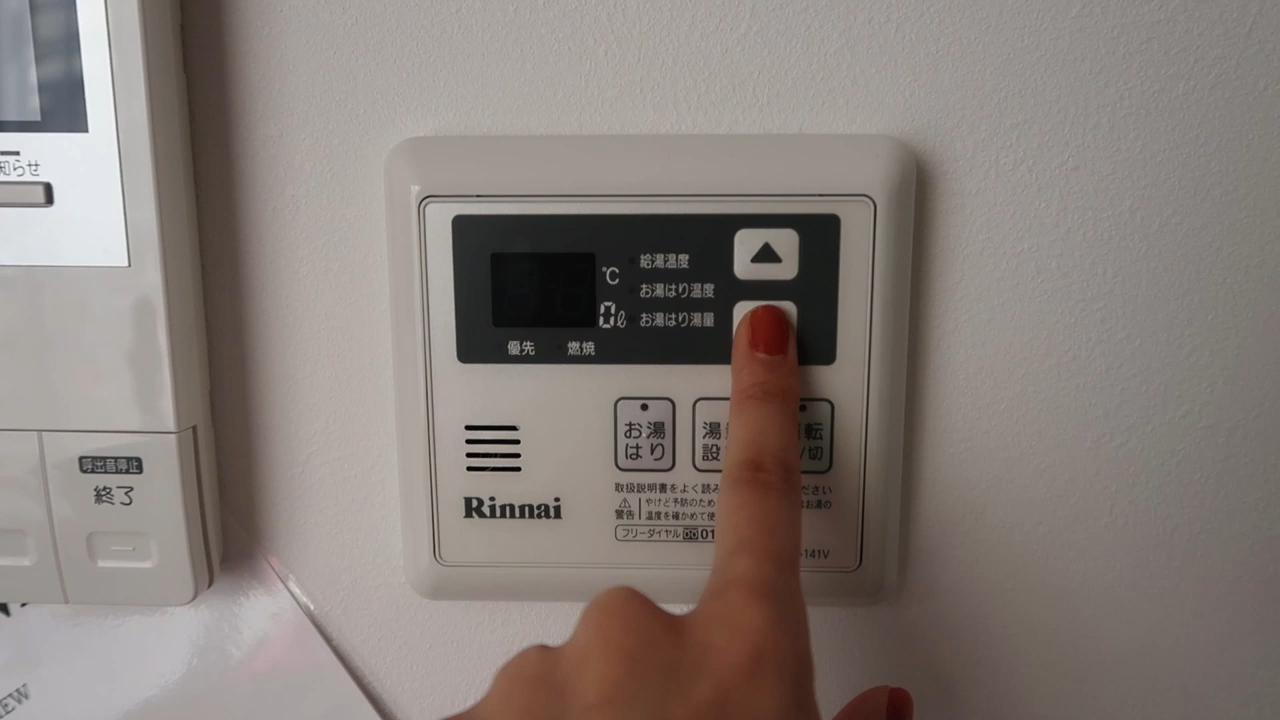 知らせ
℃
給湯温度
お湯はり温度
0ℓ
お湯はり湯量
優先
燃焼
お湯
はり
湯
設
転
/切
取扱説明書をよく読み
ださい
警告
やけど予防のため
はお湯の
温度を確かめて使
フリーダイヤル 01
Rinnai
-141V
呼出音停止
終了
EW